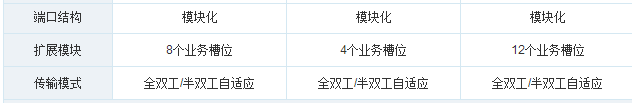 端口结构 模块化 模块化 模块化
扩展模块 8个业务槽位 4个业务槽位 12个业务槽位
传输模式 全双工/半双工自适应 全双工/半双工自适应 全双工/半双工自适应